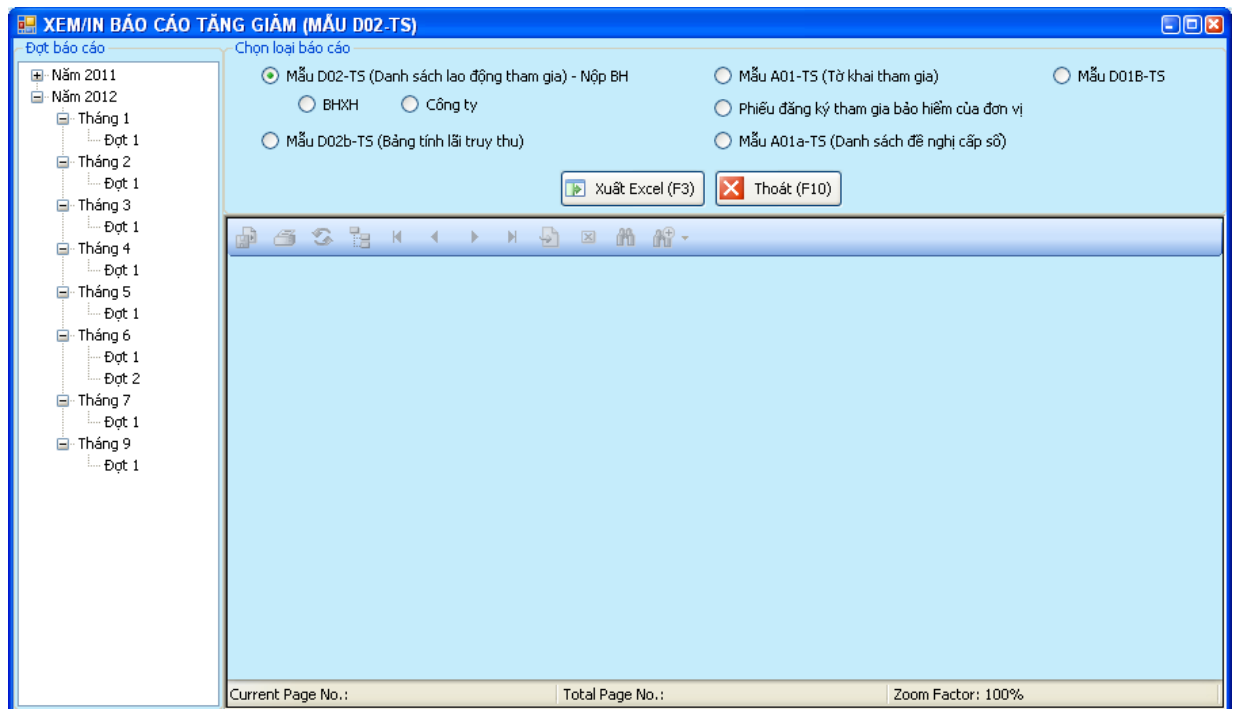 XEM/IN BÁO CÁO TĂNG GIẢM (MẪU D02-TS)
Đợt báo cáo
Năm 2011
Năm 2012
Tháng 1
Đợt 1
Tháng 2
Đợt 1
Tháng 3
Đợt 1
Tháng 4
Đợt 1
Tháng 5
Đợt 1
Tháng 6
Đợt 1
Đợt 2
Tháng 7
Đợt 1
Tháng 9
Đợt 1
Chọn loại báo cáo
Mẫu D02-TS (Danh sách lao động tham gia) - Nộp BH
Mẫu A01-TS (Tờ khai tham gia)
Mẫu D01B-TS
BHXH
Công ty
Phiếu đăng ký tham gia bảo hiểm của đơn vị
Mẫu D02b-TS (Bảng tính lãi truy thu)
Mẫu A01a-TS (Danh sách đề nghị cấp sổ)
Xuất Excel (F3)
Thoát (F10)
Current Page No.:
Total Page No.:
Zoom Factor: 100%